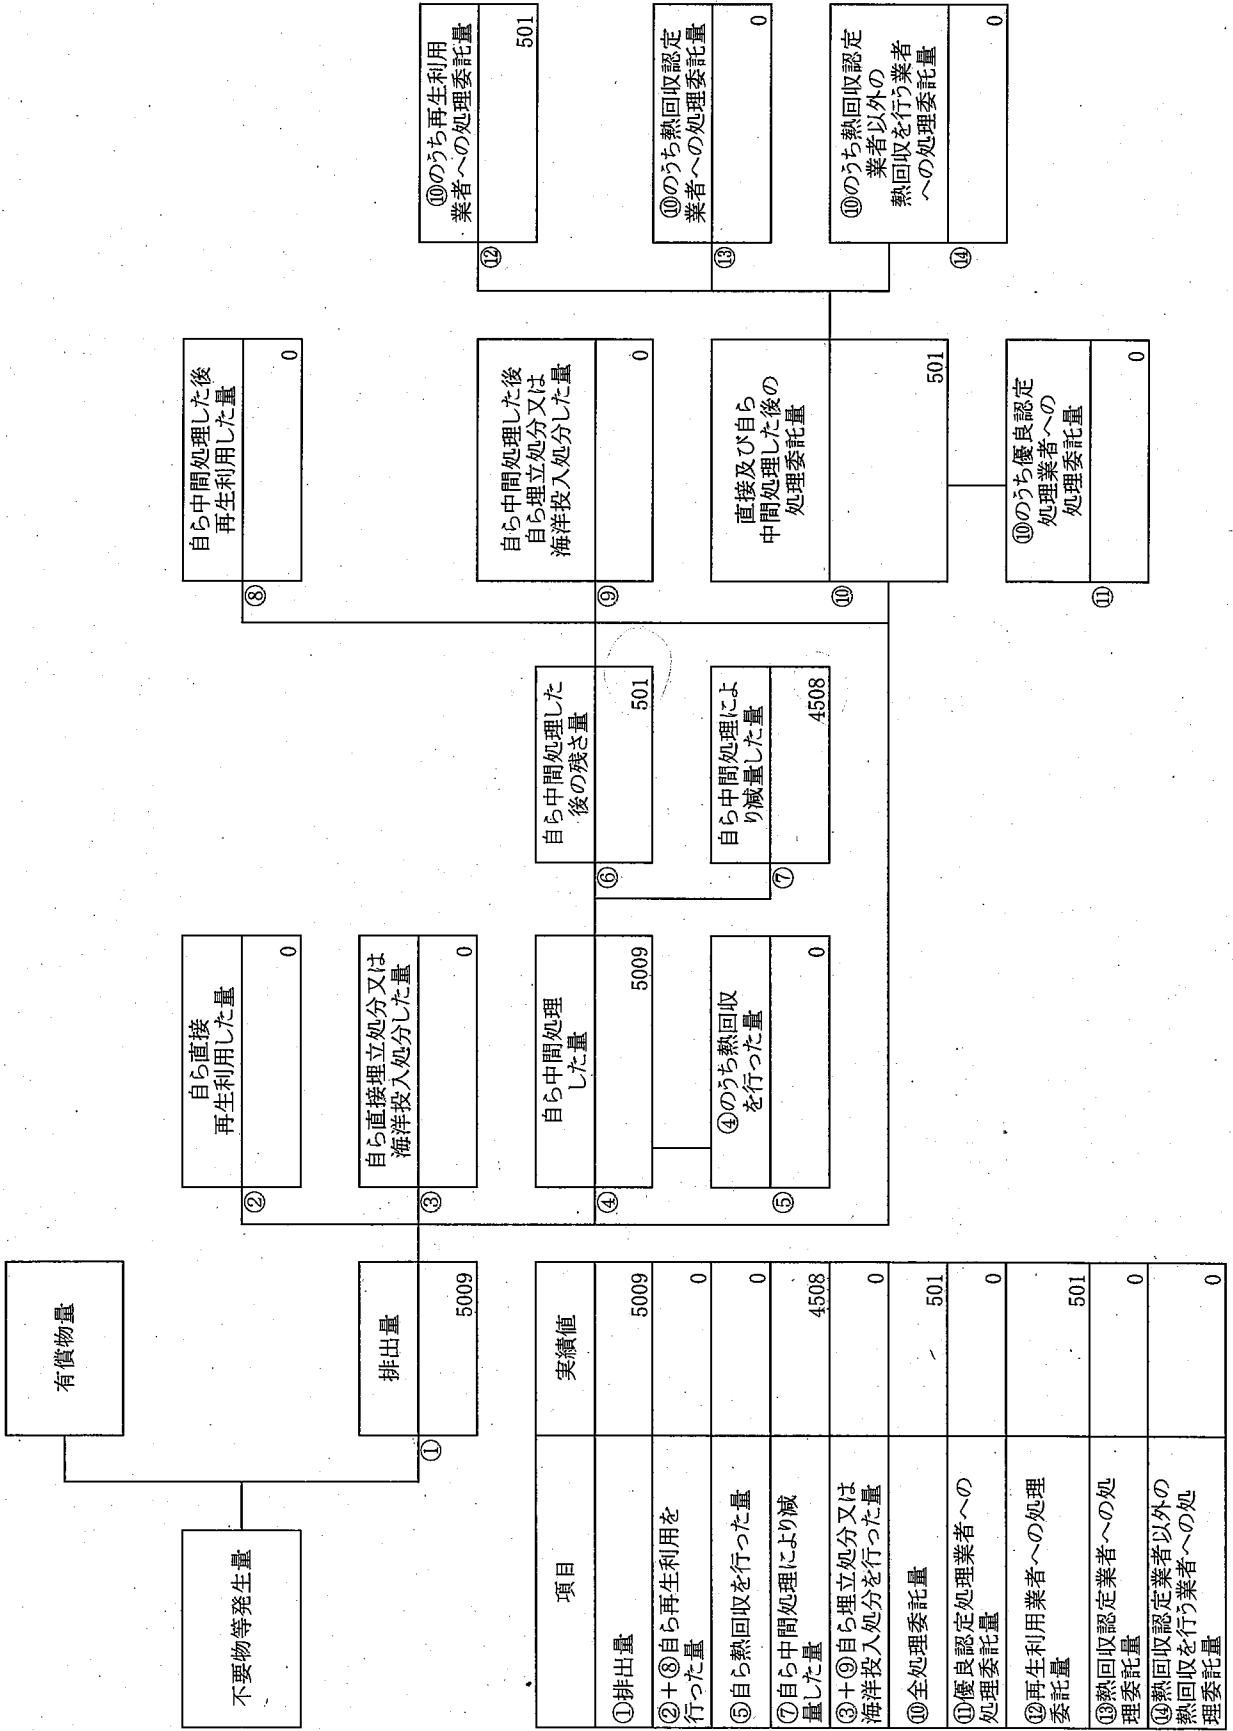 不要物等発生量
有償物量
①
排出量
5009
②
自ら直接
再生利用した量
0
③
自ら直接埋立処分又は
海洋投入処分した量
0
④
自ら中間処理
した量
5009
⑤
④のうち熱回収
を行った量
0
⑥
自ら中間処理した
後の残さ量
501
⑦
自ら中間処理によ
り減量した量
4508
⑧
自ら中間処理した後
再生利用した量
0
⑨
自ら中間処理した後
自ら埋立処分又は
海洋投入処分した量
0
⑩
直接及び自ら
中間処理した後の
処理委託量
501
⑪
⑩のうち優良認定
処理業者への
処理委託量
0
⑫
⑩のうち再生利用
業者への処理委託量
501
⑬
⑩のうち熱回収認定
業者への処理委託量
0
⑭
⑩のうち熱回収認定
業者以外の
熱回収を行う業者
への処理委託量
0
項目 実績値
①排出量 5009
②+⑧自ら再生利用を
行った量 0
⑤自ら熱回収を行った量 0
⑦自ら中間処理により減
量した量 4508
③+⑨自ら埋立処分又は
海洋投入処分を行った量 0
⑩全処理委託量 501
⑪優良認定処理業者への
処理委託量 0
⑫再生利用業者への処理
委託量 501
⑬熱回収認定業者への処
理委託量 0
⑭熱回収認定業者以外の
熱回収を行う業者への処
理委託量 0